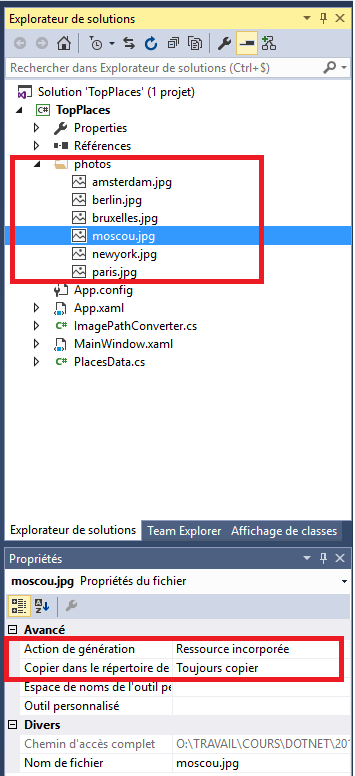 Explorateur de solutions
Rechercher dans Explorateur de solutions (Ctrl+$)
Solution 'TopPlaces' (1 projet)
C# TopPlaces
Properties
Références
photos
amsterdam.jpg
berlin.jpg
bruxelles.jpg
moscou.jpg
newyork.jpg
paris.jpg
App.config
App.xaml
C# ImagePathConverter.cs
MainWindow.xaml
C# PlacesData.cs
Explorateur de solutions Team Explorer Affichage de classes
Propriétés
moscou.jpg Propriétés du fichier
Avancé
Action de génération Ressource incorporée
Copier dans le répertoire de Toujours copier
Espace de noms de l'outil pe
Outil personnalisé
Divers
Chemin d'accès complet O:\TRAVAIL\COURS\DOTNET\20
Nom de fichier moscou.jpg